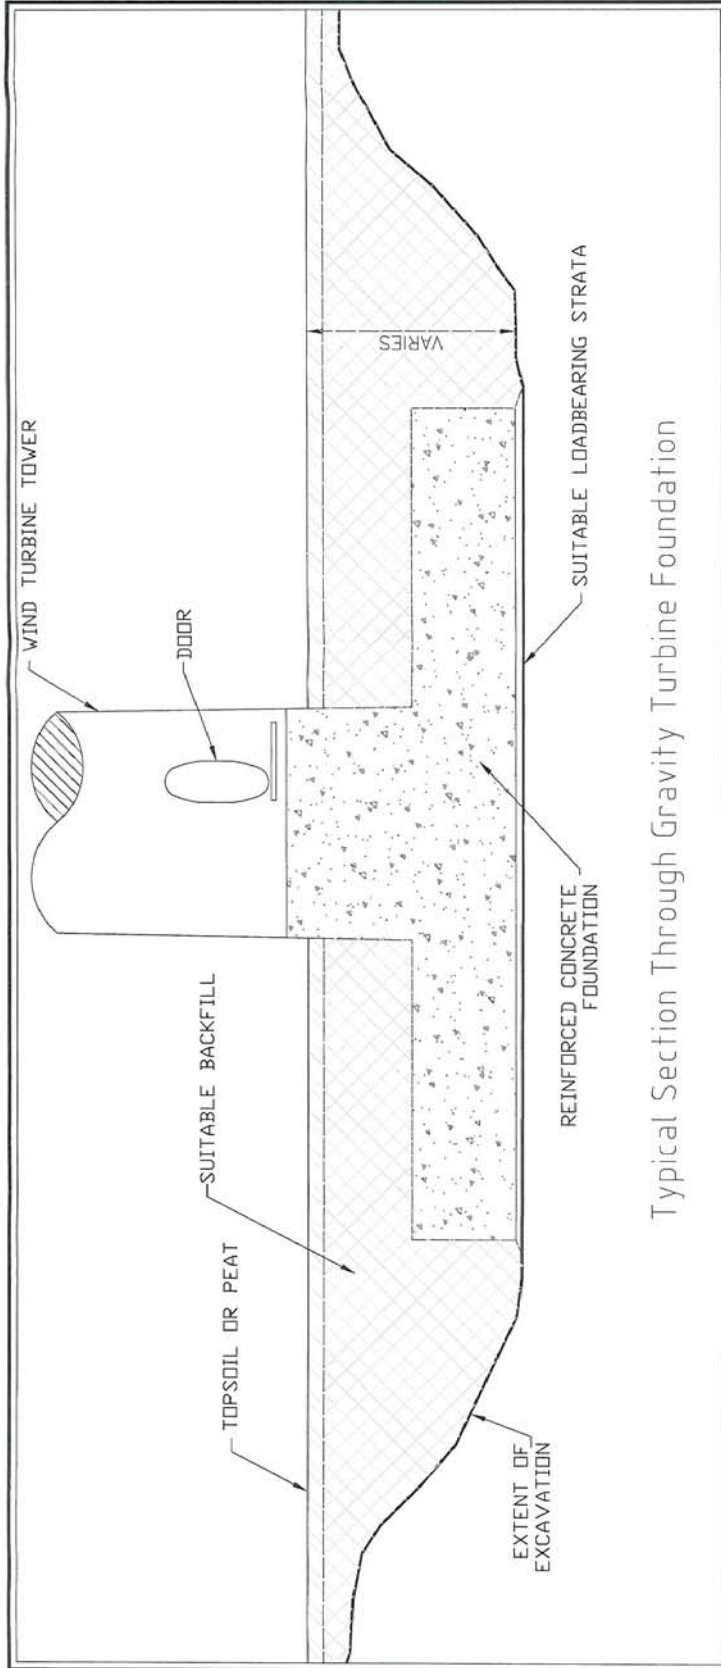 WIND TURBINE TOWER
DOOR
SUITABLE BACKFILL
TOPSOIL OR PEAT
VARIES
EXTENT OF
EXCAVATION
REINFORCED CONCRETE
FOUNDATION
SUITABLE LOADBEARING STRATA
Typical Section Through Gravity Turbine Foundation